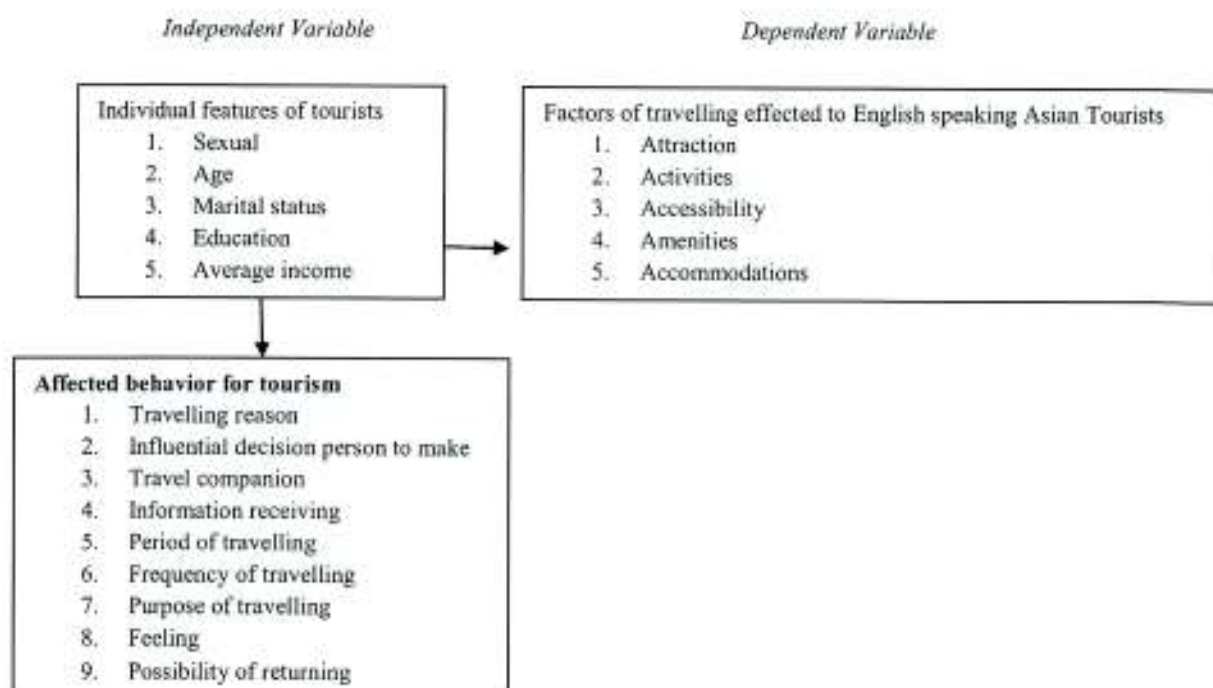 Independent Variable
Dependent Variable
Individual features of tourists
1. Sexual
2. Age
3. Marital status
4. Education
5. Average income
Factors of travelling effected to English speaking Asian Tourists
1. Attraction
2. Activities
3. Accessibility
4. Amenities
5. Accommodations
Affected behavior for tourism
1. Travelling reason
2. Influential decision person to make
3. Travel companion
4. Information receiving
5. Period of travelling
6. Frequency of travelling
7. Purpose of travelling
8. Feeling
9. Possibility of returning